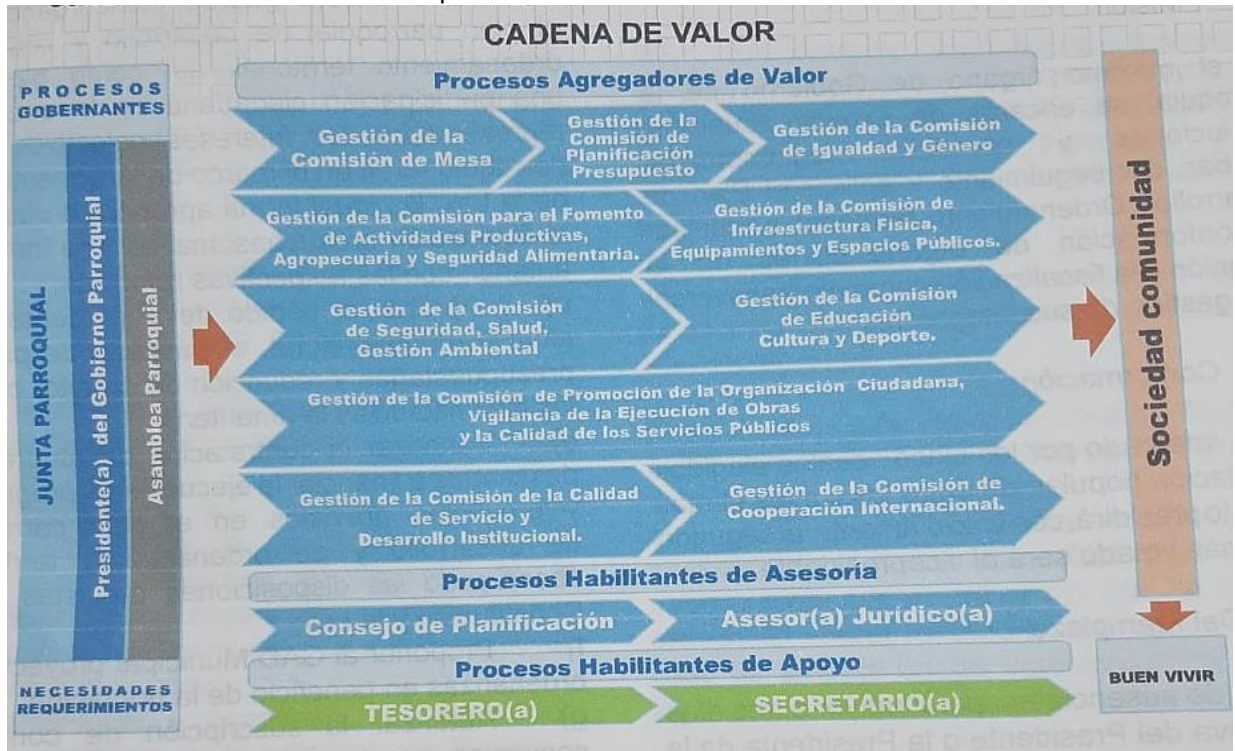 CADENA DE VALOR
PROCESOS
GOBERNANTES
JUNTA PARROQUIAL
Presidente(a) del Gobierno Parroquial
Asamblea Parroquial
NECESIDADES
REQUERIMIENTOS
Procesos Agregadores de Valor
Gestión de la
Comisión de Mesa
Gestión de la
Comisión de
Planificación
Presupuesto
Gestión de la Comisión
de Igualdad y Género
Gestión de la Comisión para el Fomento
de Actividades Productivas,
Agropecuaria y Seguridad Alimentaria.
Gestión de la Comisión de
Infraestructura Física,
Equipamientos y Espacios Públicos.
Gestión de la Comisión
de Seguridad, Salud,
Gestión Ambiental
Gestión de la Comisión
de Educación
Cultura y Deporte.
Gestión de la Comisión de Promoción de la Organización Ciudadana,
Vigilancia de la Ejecución de Obras
y la Calidad de los Servicios Públicos
Gestión de la Comisión de la Calidad
de Servicio y
Desarrollo Institucional.
Gestión de la Comisión de
Cooperación Internacional.
Procesos Habilitantes de Asesoría
Consejo de Planificación
Asesor(a) Jurídico(a)
Procesos Habilitantes de Apoyo
TESORERO(a)
SECRETARIO(a)
Sociedad comunidad
BUEN VIVIR